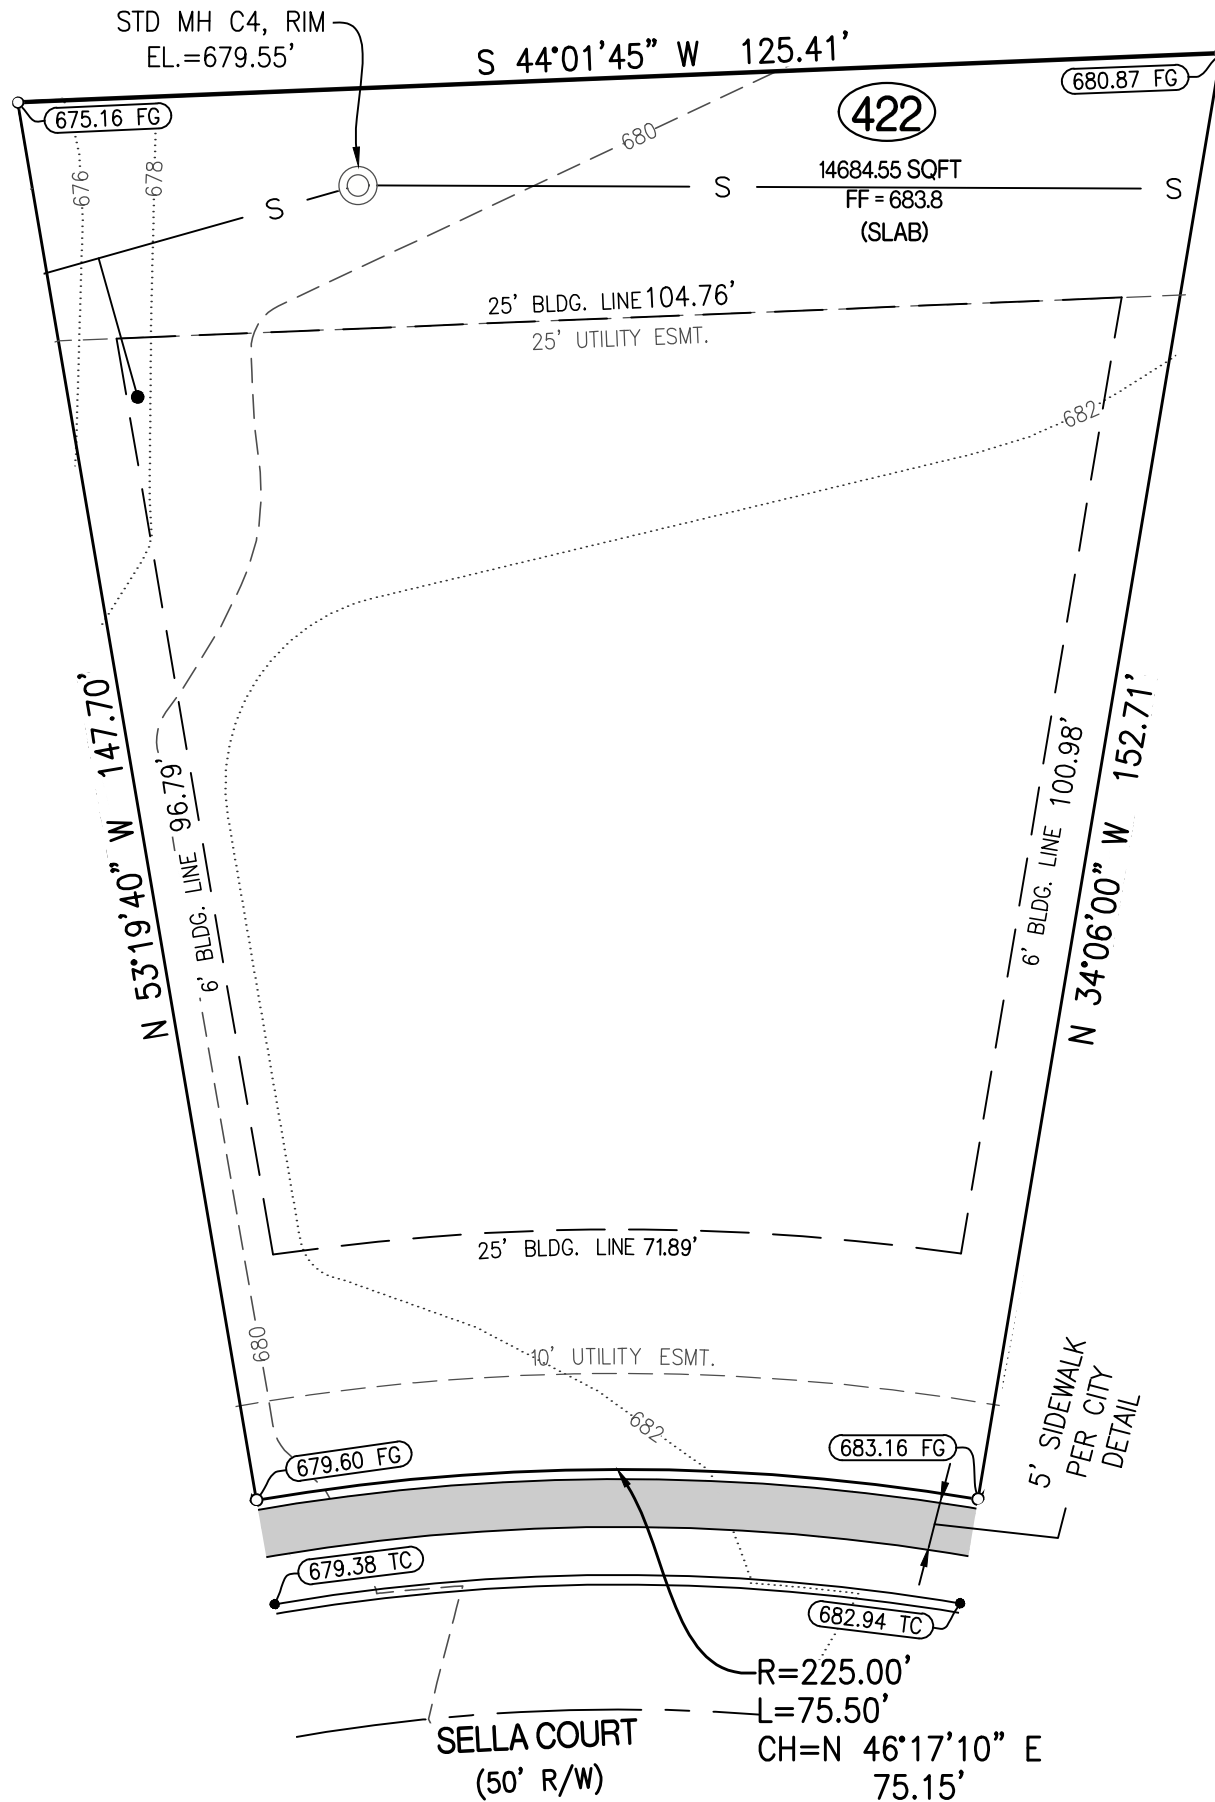 STD MH C4, RIM
EL.=679.55'
S 44°01'45" W 125.41'
675.16 FG
680.87 FG
422
14684.55 SQFT
FF = 683.8
(SLAB)
680
676
678
S
S
S
25' BLDG. LINE 104.76'
25' UTILITY ESMT.
682
N 53°19'40" W 147.70'
6' BLDG. LINE 96.79'
6' BLDG. LINE 100.98'
N 34°06'00" W 152.71'
25' BLDG. LINE 71.89'
680
10' UTILITY ESMT.
682
5' SIDEWALK
PER CITY
DETAIL
679.60 FG
683.16 FG
679.38 TC
682.94 TC
R=225.00'
L=75.50'
CH=N 46°17'10" E
75.15'
SELLA COURT
(50' R/W)